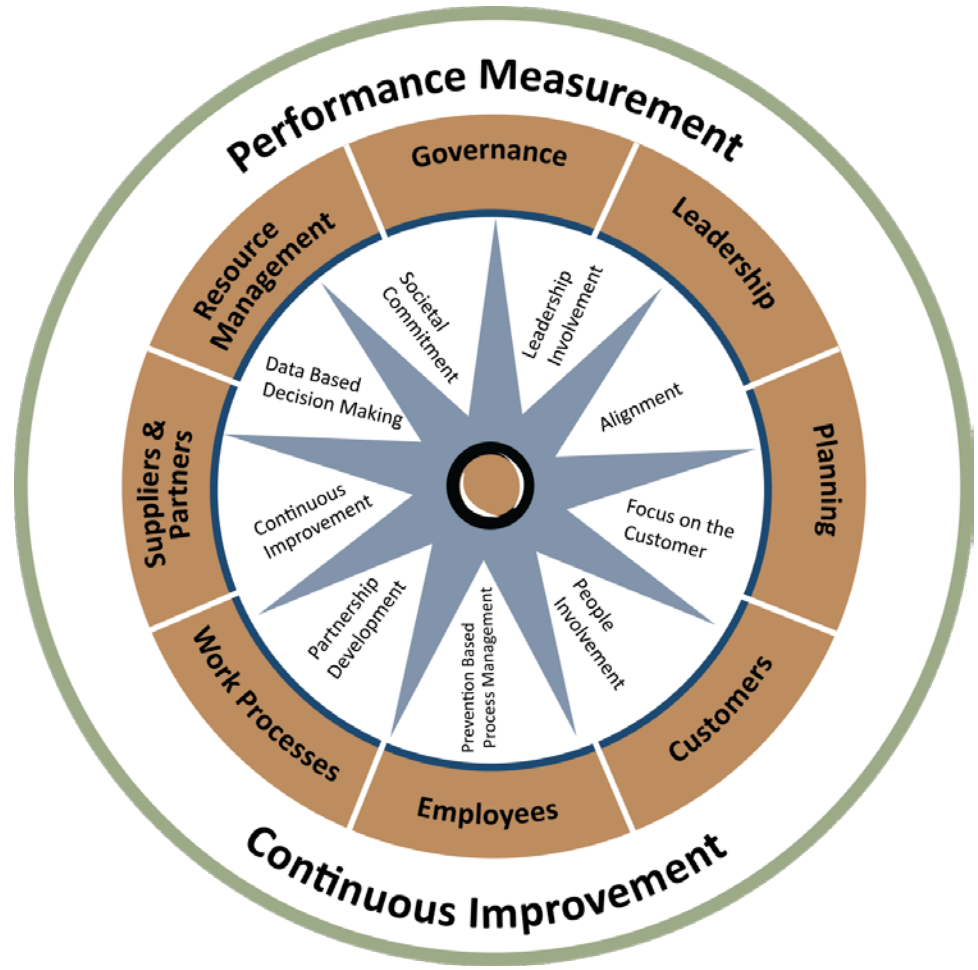 Performance Measurement
Governance
Leadership
Planning
Customers
Employees
Work Processes
Suppliers &
Partners
Resource
Management
Leadership
Involvement
Alignment
Focus on the
Customer
People
Involvement
Prevention Based
Process Management
Partnership
Development
Continuous
Improvement
Data Based
Decision Making
Societal
Commitment
Continuous Improvement